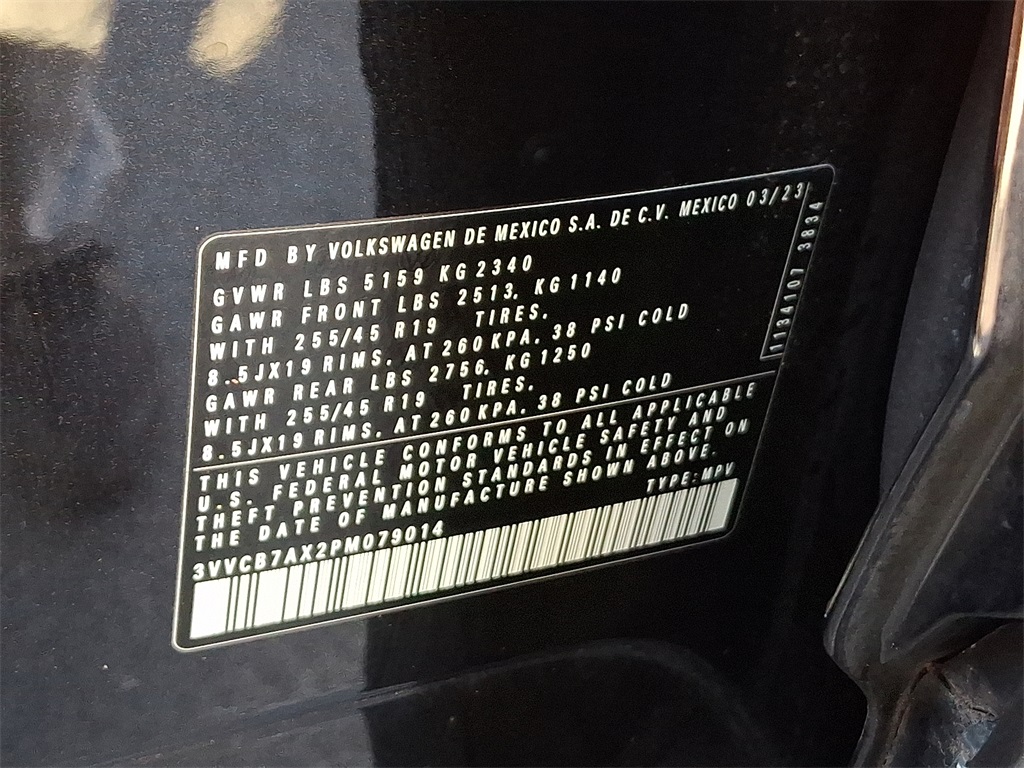 MFD BY VOLKSWAGEN DE MEXICO S.A. DE C.V. MEXICO 03/23
GVWR LBS 5159 KG 2340
GAWR FRONT LBS 2513. KG 1140
WITH 255/45 R19 TIRES.
8.5JX19 RIMS. AT 260 KPA. 38 PSI COLD
GAWR REAR LBS 2756. KG 1250
WITH 255/45 R19 TIRES.
8.5JX19 RIMS. AT 260 KPA. 38 PSI COLD
THIS VEHICLE CONFORMS TO ALL APPLICABLE
U.S. FEDERAL MOTOR VEHICLE SAFETY AND
THEFT PREVENTION STANDARDS IN EFFECT ON
THE DATE OF MANUFACTURE SHOWN ABOVE.
3VVCB7AX2PM079014 TYPE: MPV
1134107 3834